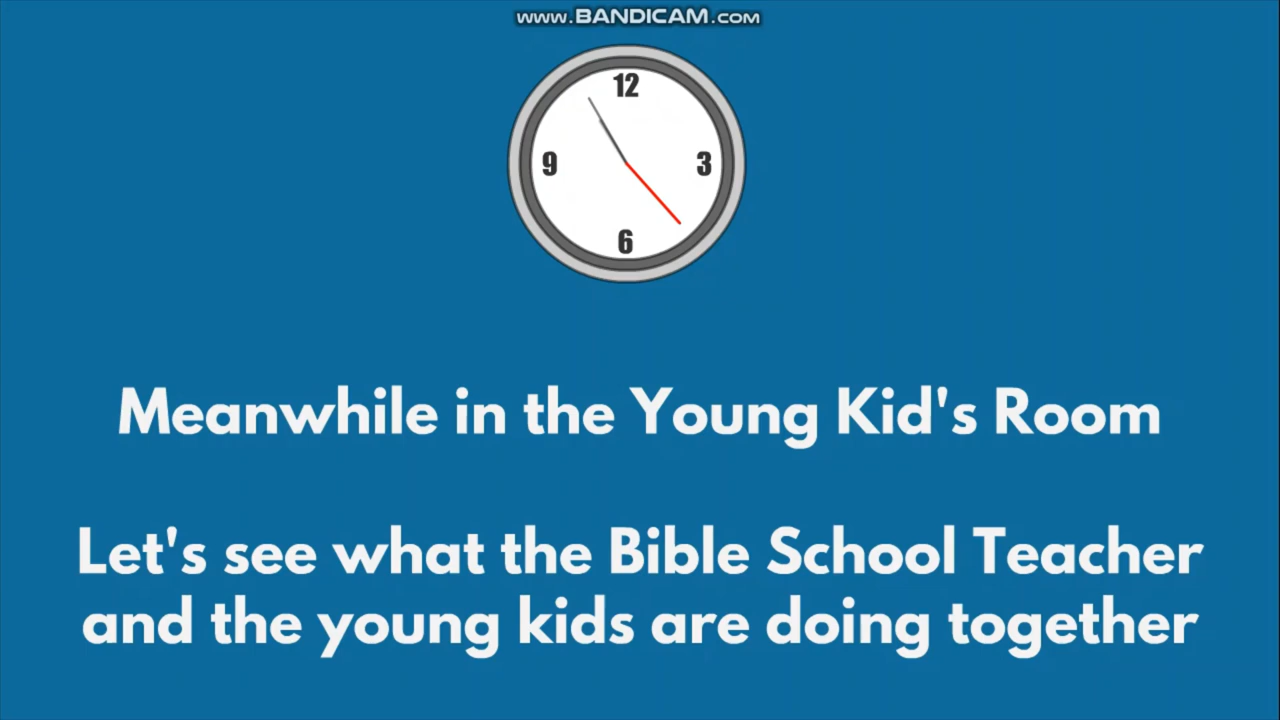 www.BANDICAM.com
12
9
3
6
Meanwhile in the Young Kid's Room
Let's see what the Bible School Teacher
and the young kids are doing together